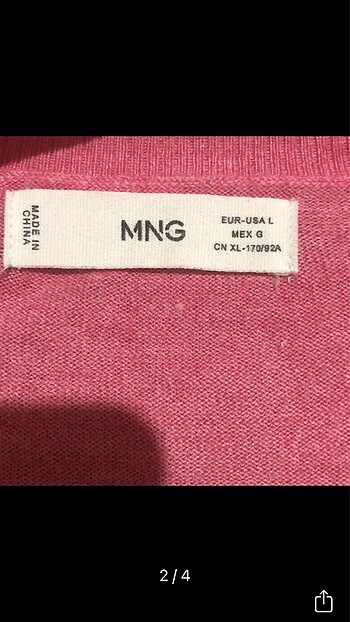 MADE IN
CHINA
MNG
EUR-USA L
MEX G
CN XL-170/92A
2/4